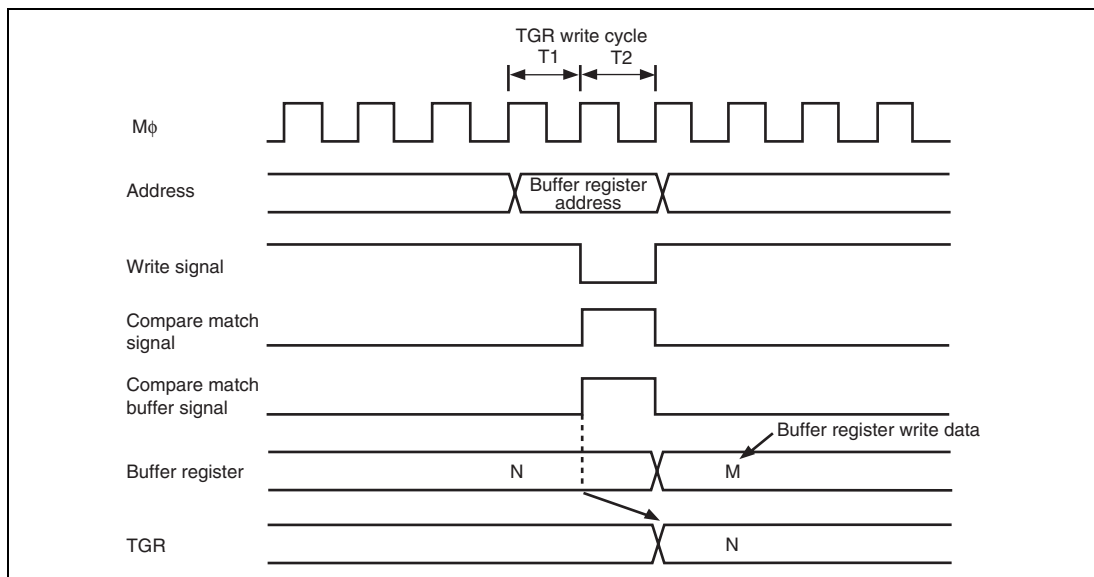 TGR write cycle
T1 T2
Mφ
Address
Buffer register
address
Write signal
Compare match
signal
Compare match
buffer signal
Buffer register write data
Buffer register
N M
TGR
N